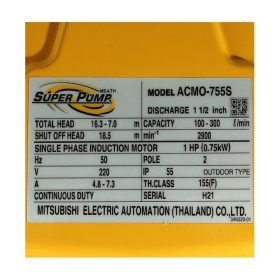 MEATH
SUPER PUMP
MODEL ACMO-755S
DISCHARGE 1 1/2 inch
TOTAL HEAD 16.3 - 7.0 m CAPACITY 100 - 300 ℓ/min
SHUT OFF HEAD 18.5 m min⁻¹ 2900
SINGLE PHASE INDUCTION MOTOR 1 HP (0.75kW)
Hz 50 POLE 2
V 220 IP 55 OUTDOOR TYPE
A 4.8 - 7.3 TH.CLASS 155(F)
CONTINUOUS DUTY SERIAL H21
MITSUBISHI ELECTRIC AUTOMATION (THAILAND) CO.,LTD.